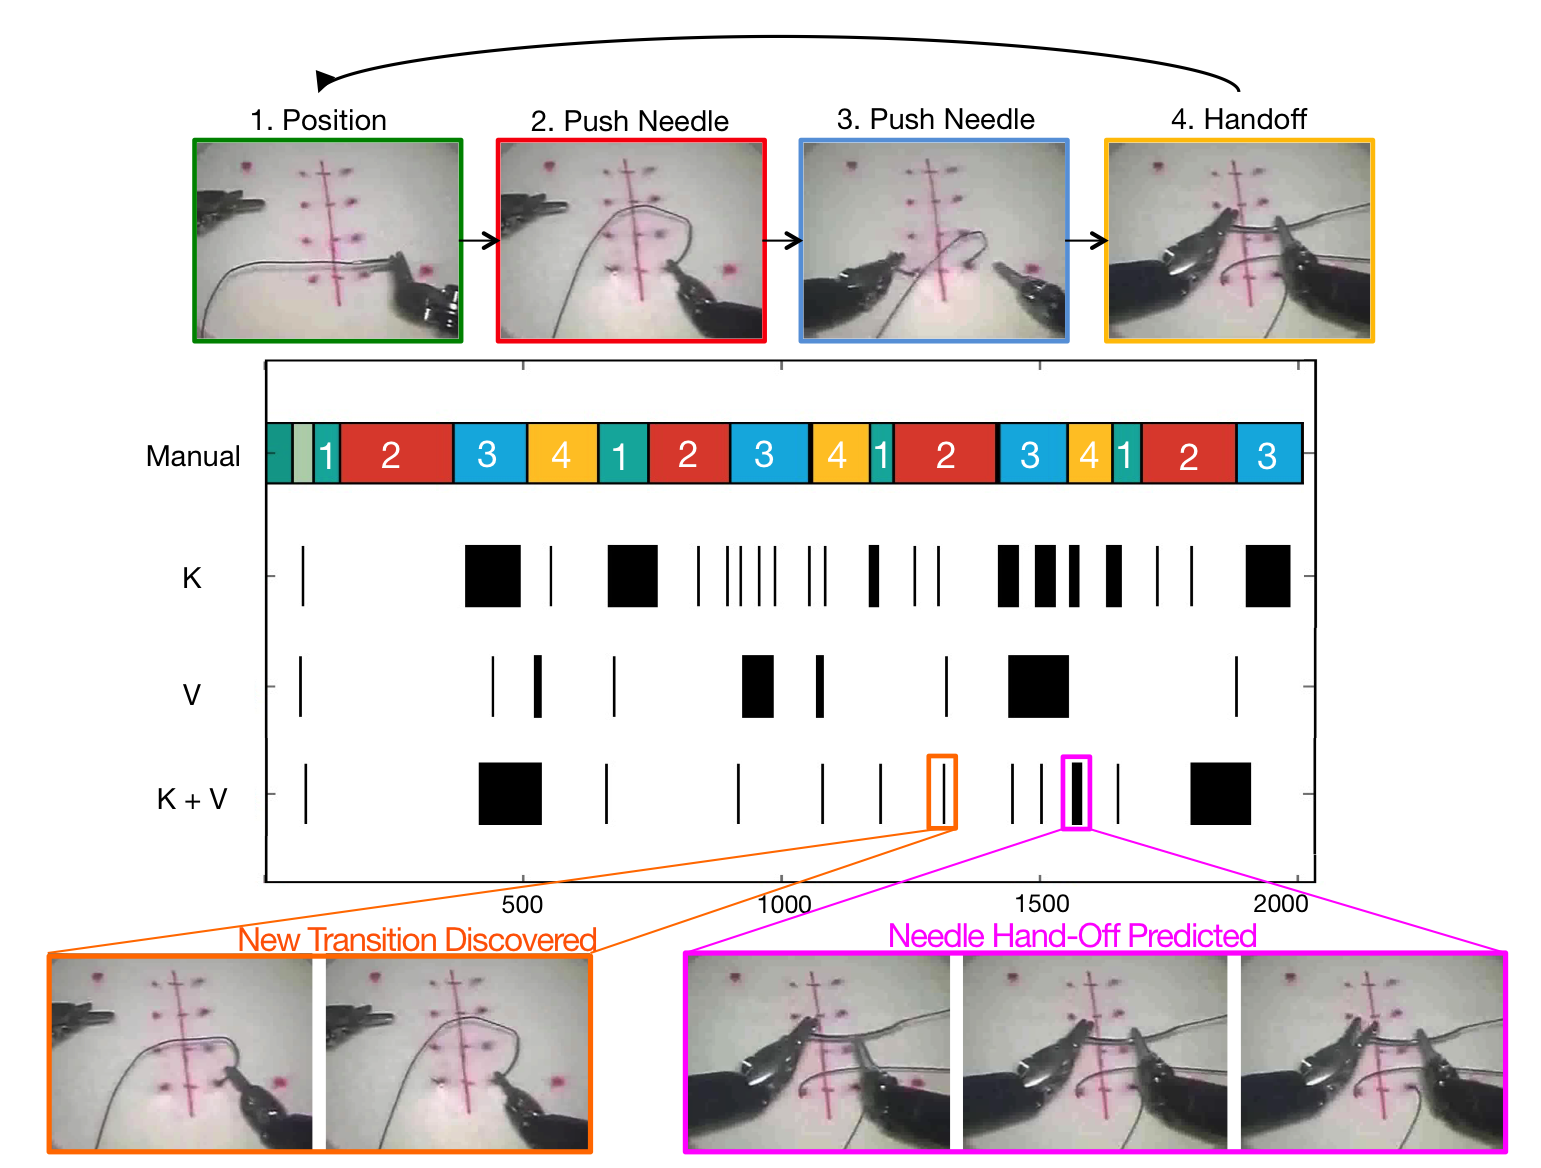 1. Position
2. Push Needle
3. Push Needle
4. Handoff
Manual
1 2 3 4 1 2 3 4 1 2 3 4 1 2 3
K
V
K + V
500 1000 1500 2000
New Transition Discovered
Needle Hand-Off Predicted